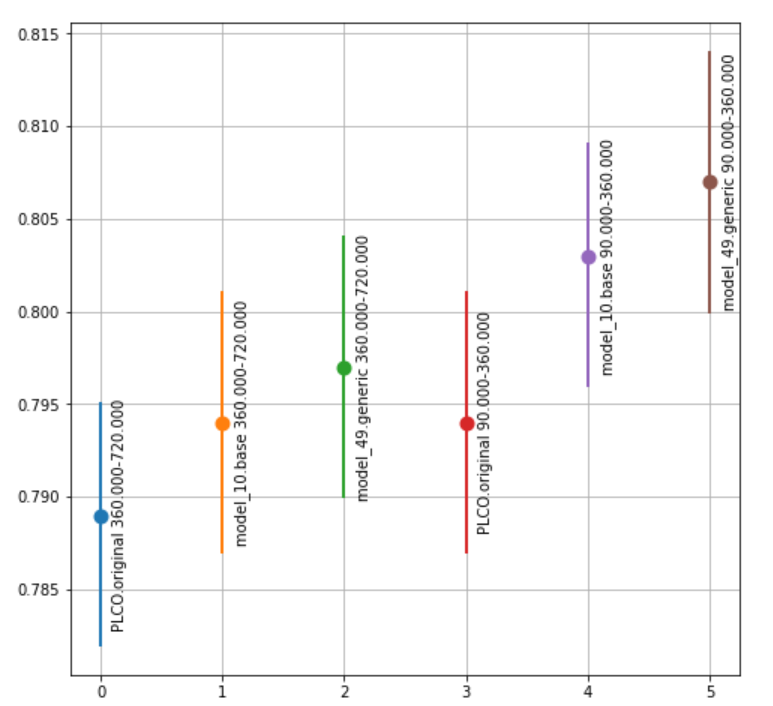 0.815
0.810
0.805
0.800
0.795
0.790
0.785
PLCO.original 360.000-720.000
model_10.base 360.000-720.000
model_49.generic 360.000-720.000
PLCO.original 90.000-360.000
model_10.base 90.000-360.000
model_49.generic 90.000-360.000
0 1 2 3 4 5